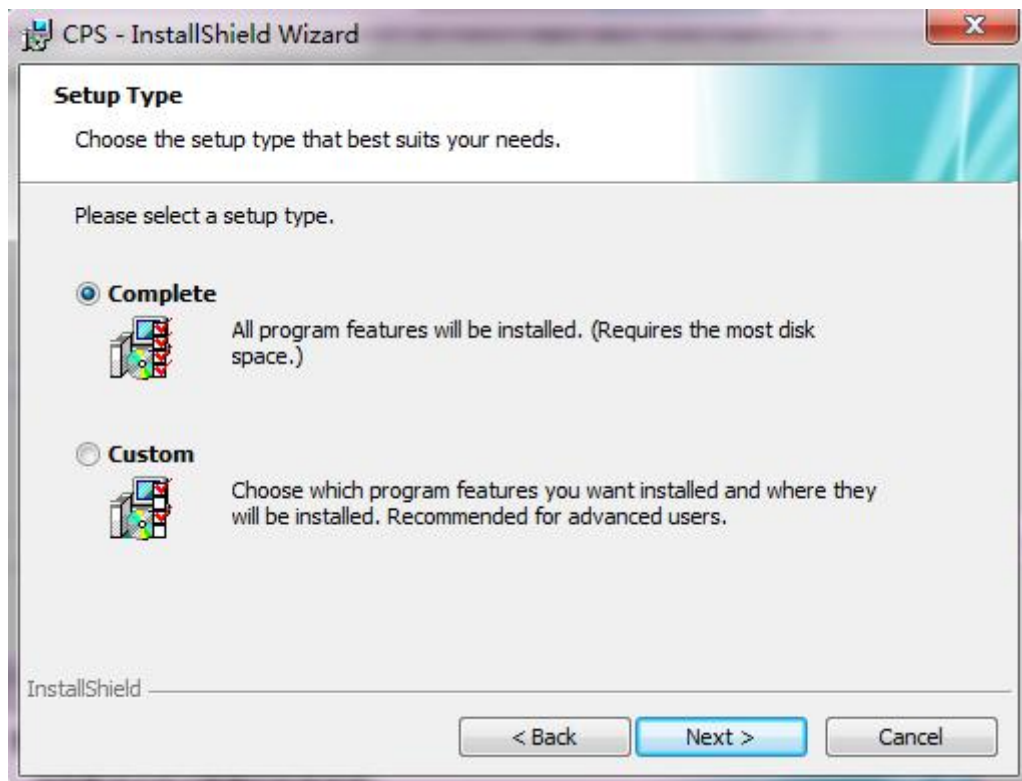 CPS - InstallShield Wizard
Setup Type
Choose the setup type that best suits your needs.
Please select a setup type.
Complete
All program features will be installed. (Requires the most disk
space.)
Custom
Choose which program features you want installed and where they
will be installed. Recommended for advanced users.
InstallShield
< Back
Next >
Cancel